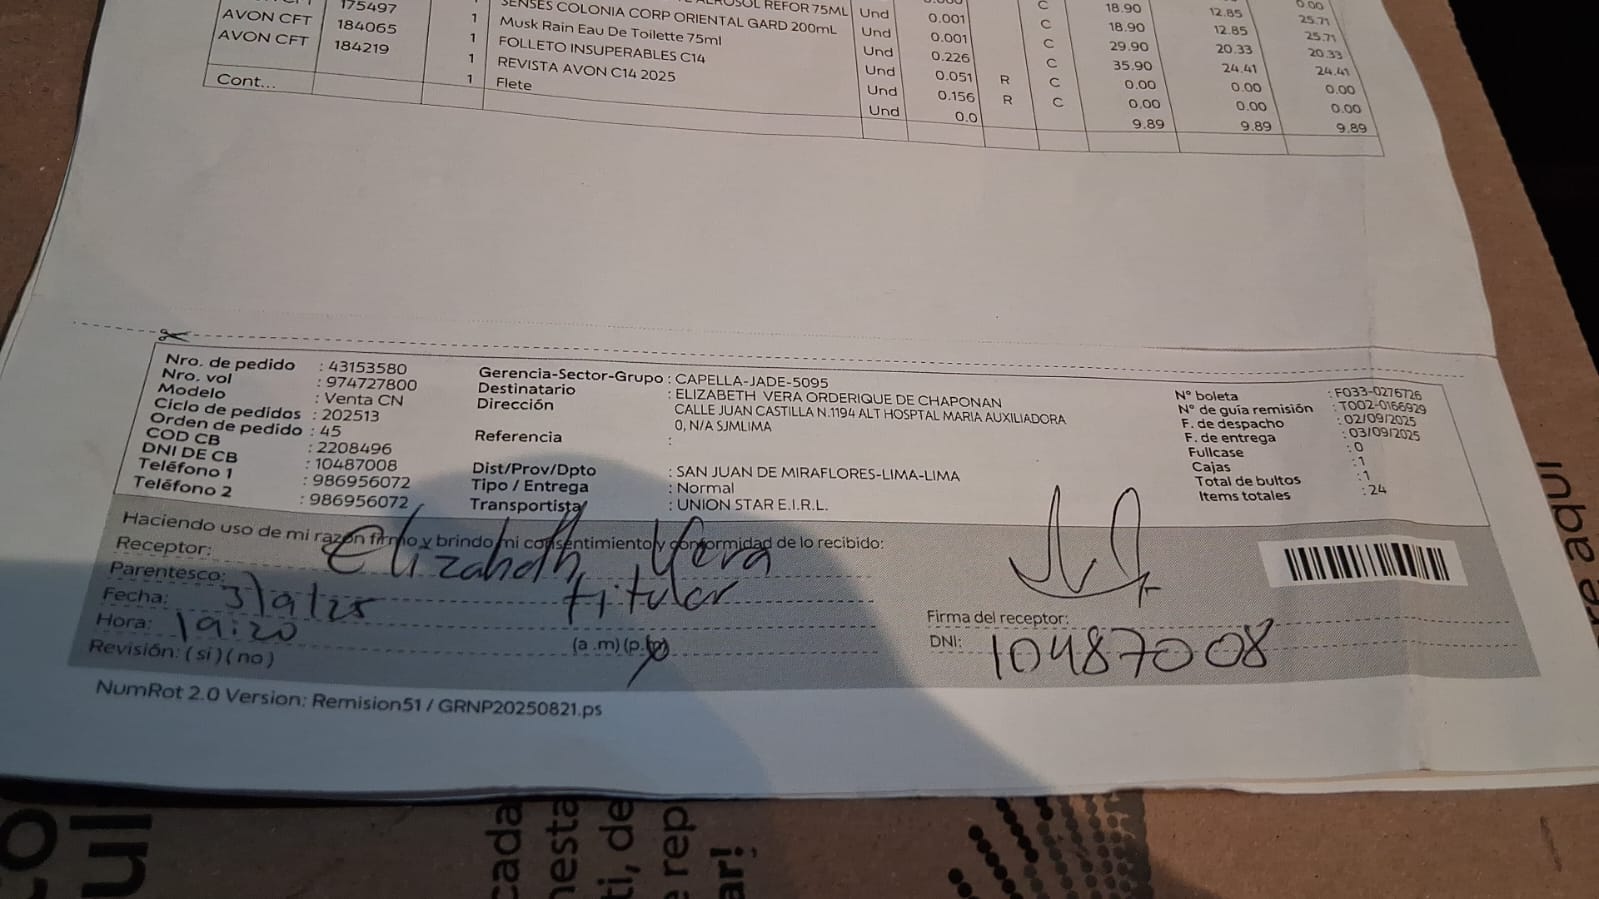 175497 1 SENSES COLONIA CORP ORIENTAL GARD 200mL Und 0.001 C 18.90 12.85 25.71
AVON CFT 184065 1 Musk Rain Eau De Toilette 75ml Und 0.226 C 29.90 20.33 20.33
AVON CFT 184219 1 FOLLETO INSUPERABLES C14 Und 0.051 R C 35.90 24.41 24.41
1 REVISTA AVON C14 2025 Und 0.156 R C 0.00 0.00 0.00
Cont... 1 Flete Und 0.0 0.00 0.00 0.00
9.89 9.89 9.89
Nro. de pedido : 43153580
Nro. vol : 974727800
Modelo : Venta CN
Ciclo de pedidos : 202513
Orden de pedido : 45
COD CB : 2208496
DNI DE CB : 10487008
Teléfono 1 : 986956072
Teléfono 2 : 986956072
Gerencia-Sector-Grupo : CAPELLA-JADE-5095
Destinatario : ELIZABETH VERA ORDERIQUE DE CHAPONAN
Dirección CALLE JUAN CASTILLA N.1194 ALT HOSPTAL MARIA AUXILIADORA
0, N/A SJMLIMA
Referencia :
Dist/Prov/Dpto : SAN JUAN DE MIRAFLORES-LIMA-LIMA
Tipo / Entrega : Normal
Transportista : UNION STAR E.I.R.L.
N° boleta : F033-0276726
N° de guía remisión : T002-0166929
F. de despacho : 02/09/2025
F. de entrega : 03/09/2025
Fullcase : 0
Cajas : 1
Total de bultos : 1
Items totales : 24
Haciendo uso de mi razón firmo y brindo mi consentimiento y conformidad de lo recibido:
Receptor: Elizabeth Vera
Parentesco: titular
Fecha: 3/9/25
Hora: 19:20 (a .m) (p.m)
Revisión: ( si ) ( no )
Firma del receptor:
DNI: 10487008
NumRot 2.0 Version: Remision51 / GRNP20250821.ps
cada
ti, de
e rep
ar!
re aquí